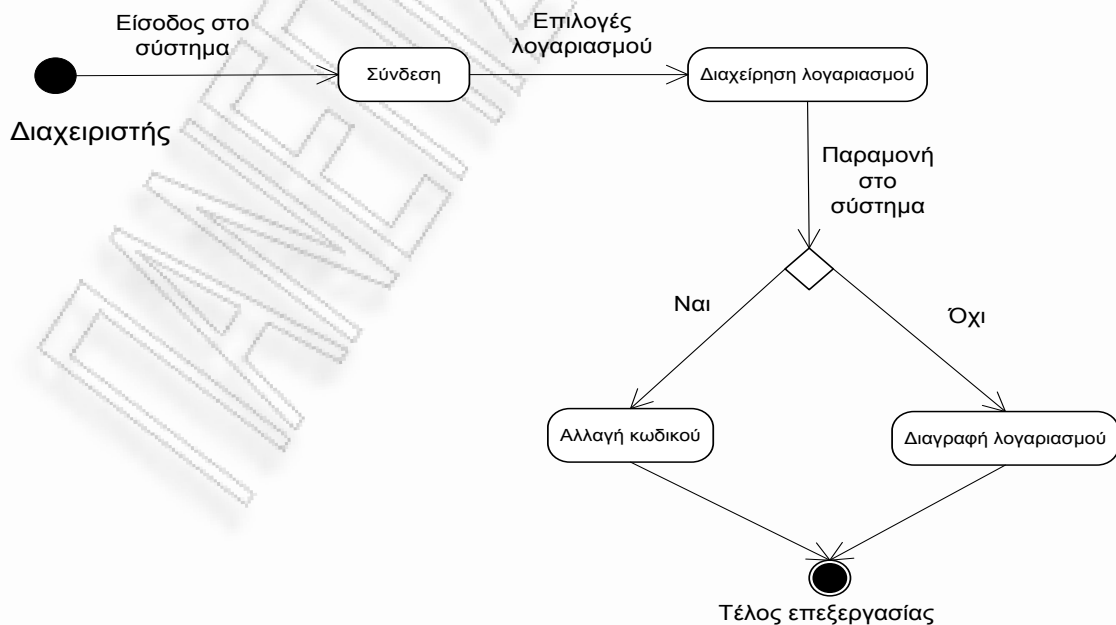 Είσοδος στο
σύστημα
Επιλογές
λογαριασμού
Σύνδεση
Διαχείρηση λογαριασμού
Διαχειριστής
Παραμονή
στο
σύστημα
Ναι
Όχι
Αλλαγή κωδικού
Διαγραφή λογαριασμού
Τέλος επεξεργασίας